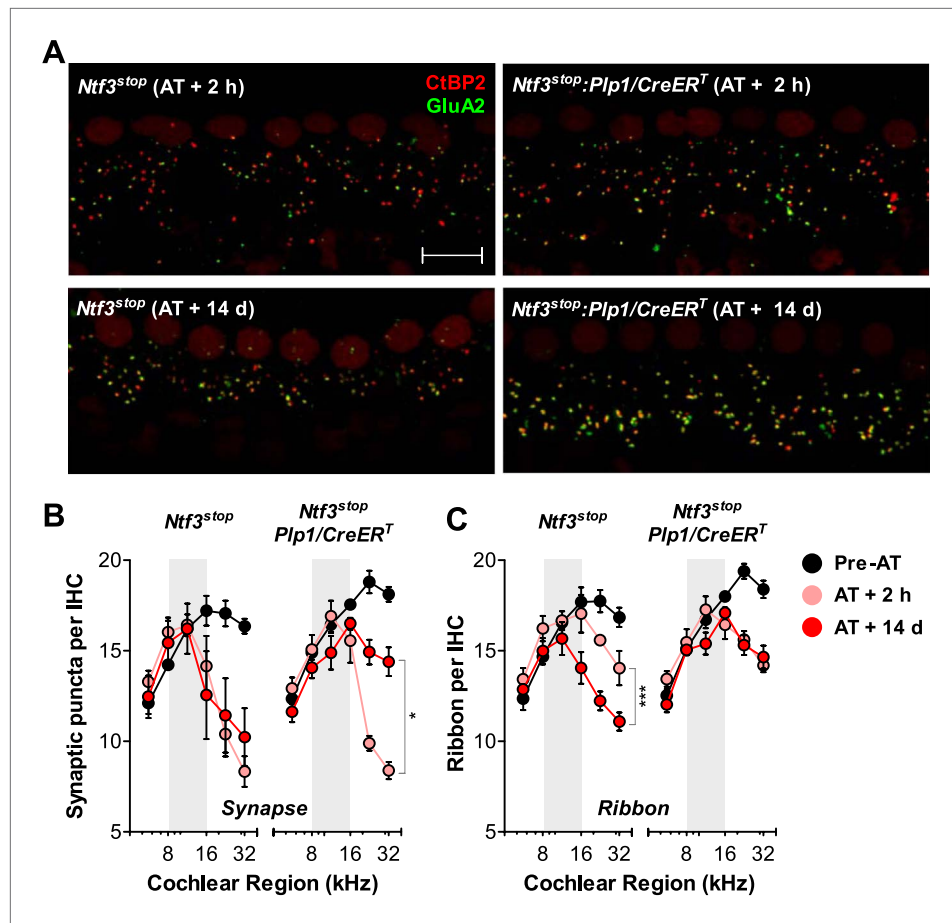 A
Ntf3stop (AT + 2 h)
CtBP2
GluA2
Ntf3stop:Plp1/CreERT (AT + 2 h)
Ntf3stop (AT + 14 d)
Ntf3stop:Plp1/CreERT (AT + 14 d)
B
Ntf3stop
Ntf3stop
Plp1/CreERT
Synaptic puncta per IHC
20
15
10
5
*
Synapse
8 16 32 8 16 32
Cochlear Region (kHz)
C
Ntf3stop
Ntf3stop
Plp1/CreERT
Ribbon per IHC
20
15
10
5
***
Ribbon
8 16 32 8 16 32
Cochlear Region (kHz)
Pre-AT
AT + 2 h
AT + 14 d